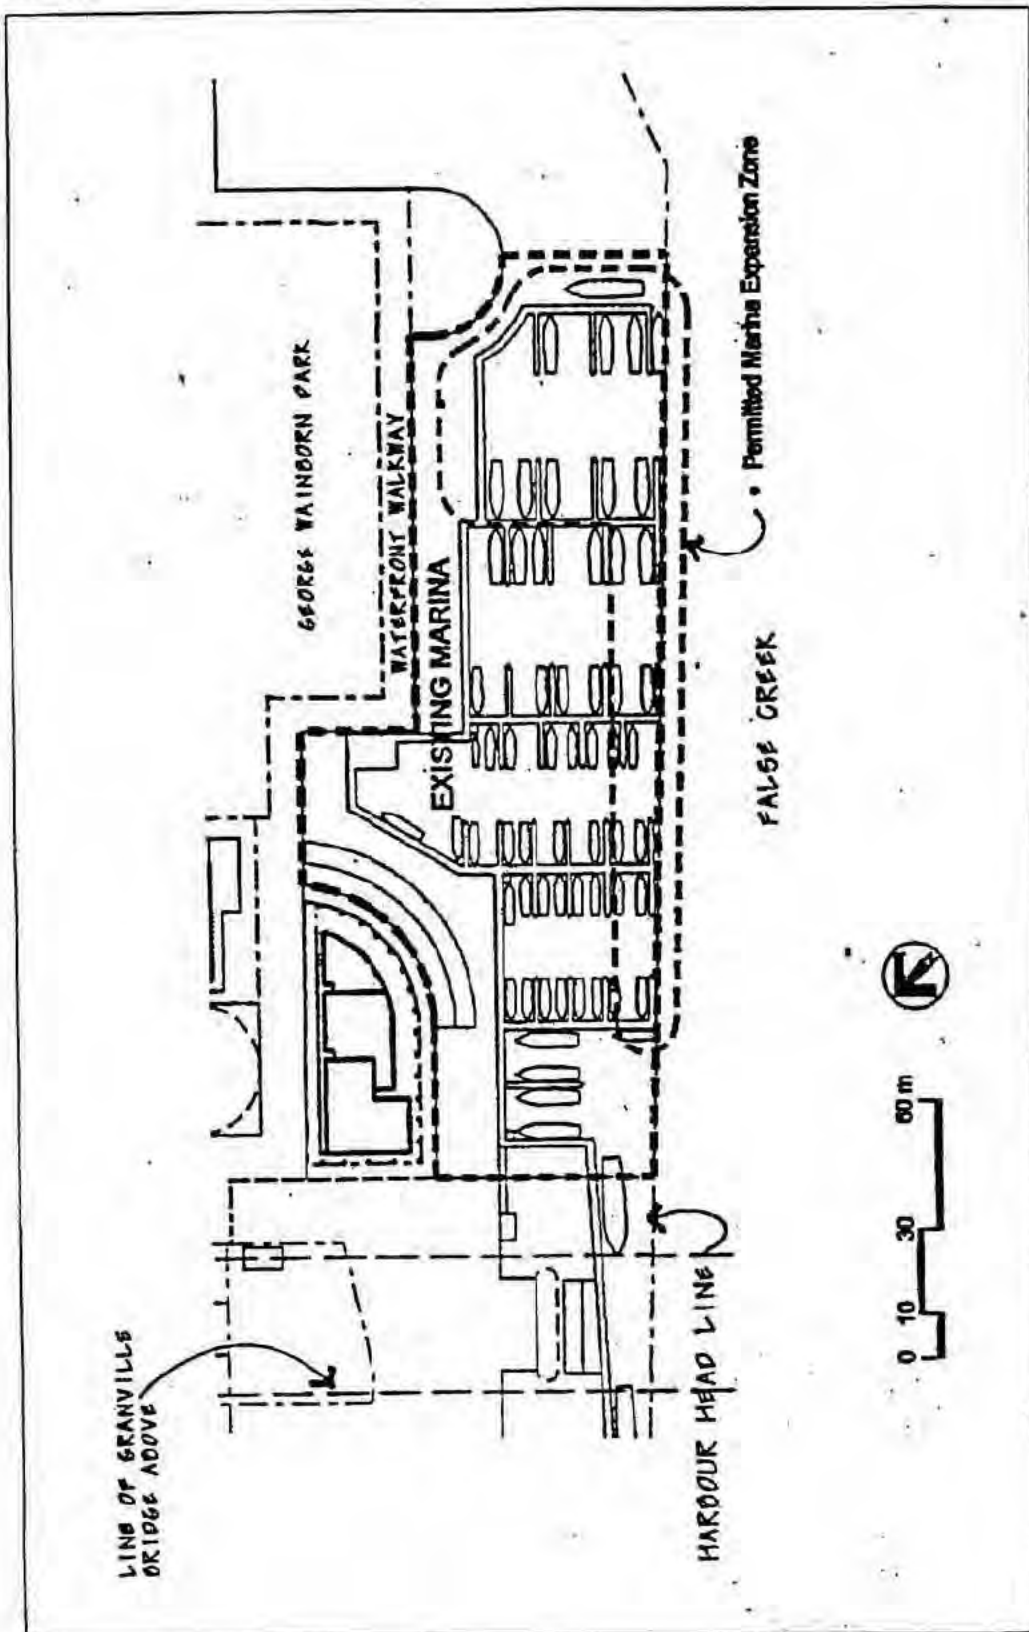 GEORGE WAINBORN PARK
WATERFRONT WALKWAY
EXISTING MARINA
• Permitted Marina Expansion Zone
FALSE CREEK
LINE OF GRANVILLE
BRIDGE ABOVE
HARBOUR HEAD LINE
0 10 30 60 m